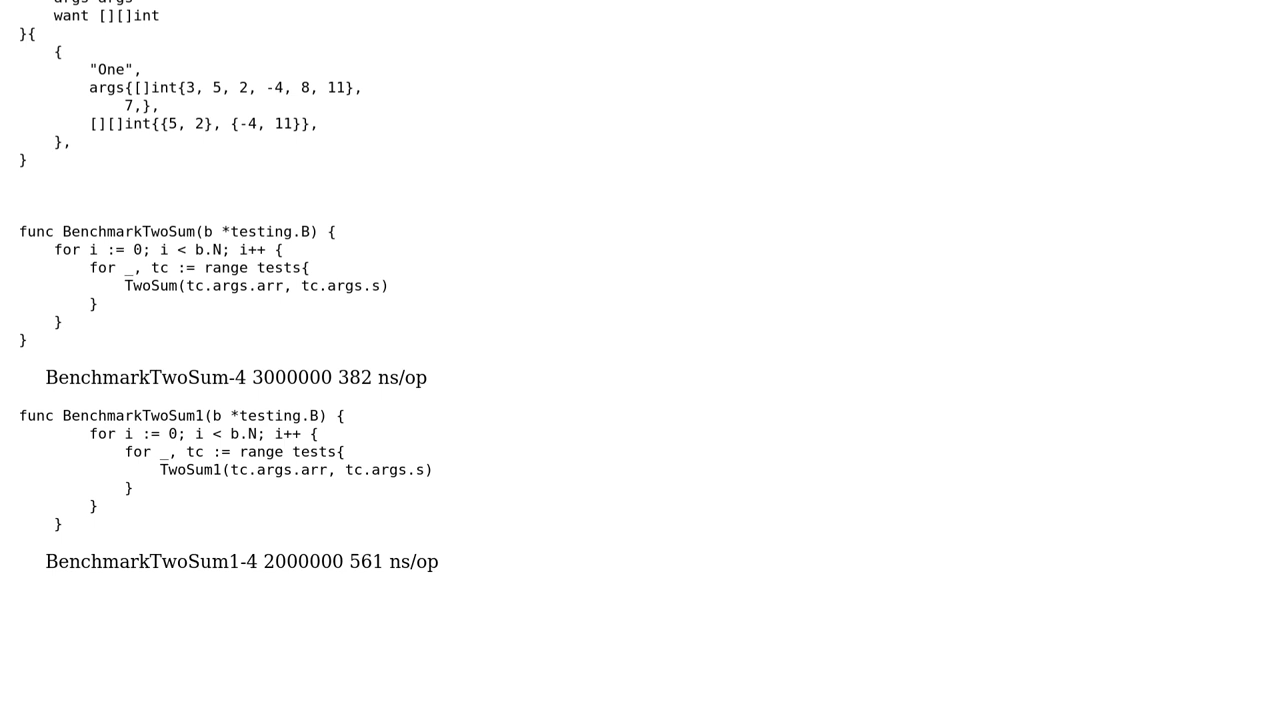 args args
want [][]int
}{
{
"One",
args{[]int{3, 5, 2, -4, 8, 11},
7,},
[][]int{{5, 2}, {-4, 11}},
},
}
func BenchmarkTwoSum(b *testing.B) {
for i := 0; i < b.N; i++ {
for _, tc := range tests{
TwoSum(tc.args.arr, tc.args.s)
}
}
}
BenchmarkTwoSum-4 3000000 382 ns/op
func BenchmarkTwoSum1(b *testing.B) {
for i := 0; i < b.N; i++ {
for _, tc := range tests{
TwoSum1(tc.args.arr, tc.args.s)
}
}
}
BenchmarkTwoSum1-4 2000000 561 ns/op